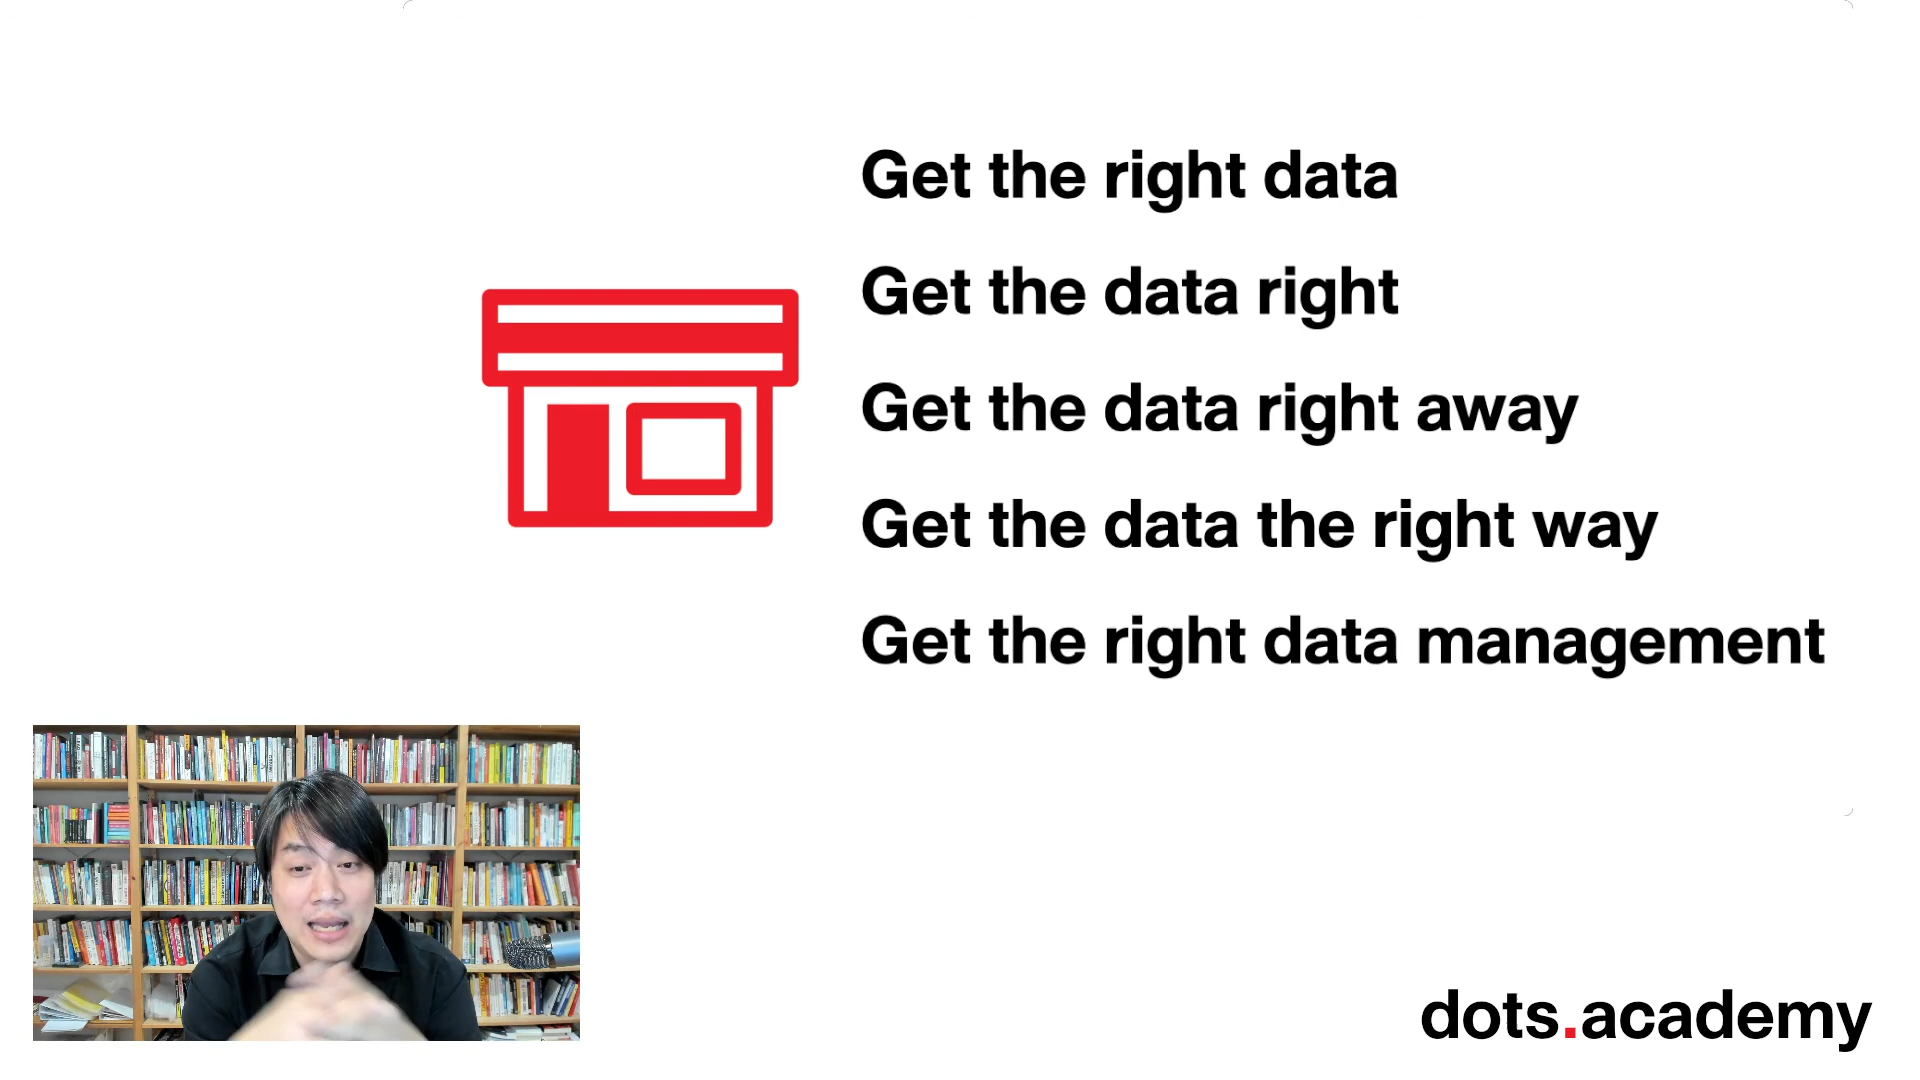 Get the right data
Get the data right
Get the data right away
Get the data the right way
Get the right data management
dots.academy